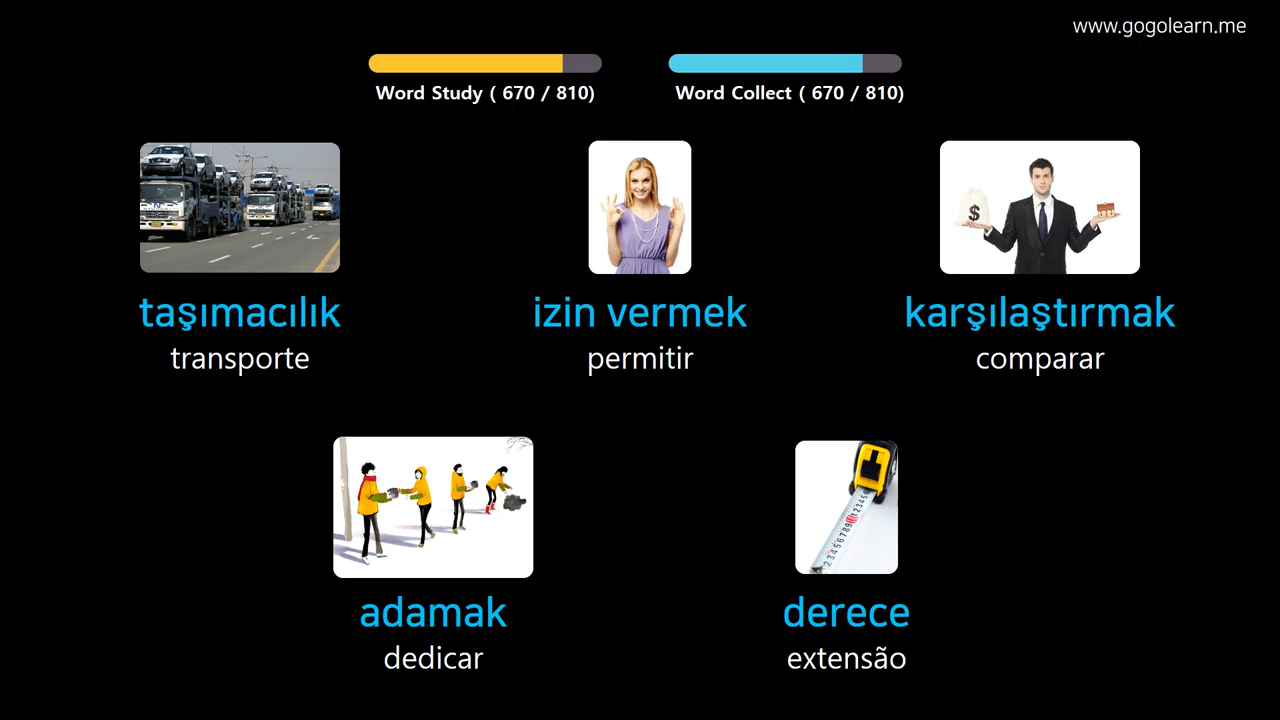 www.gogolearn.me
Word Study ( 670 / 810)
Word Collect ( 670 / 810)
taşımacılık
transporte
izin vermek
permitir
karşılaştırmak
comparar
adamak
dedicar
derece
extensão